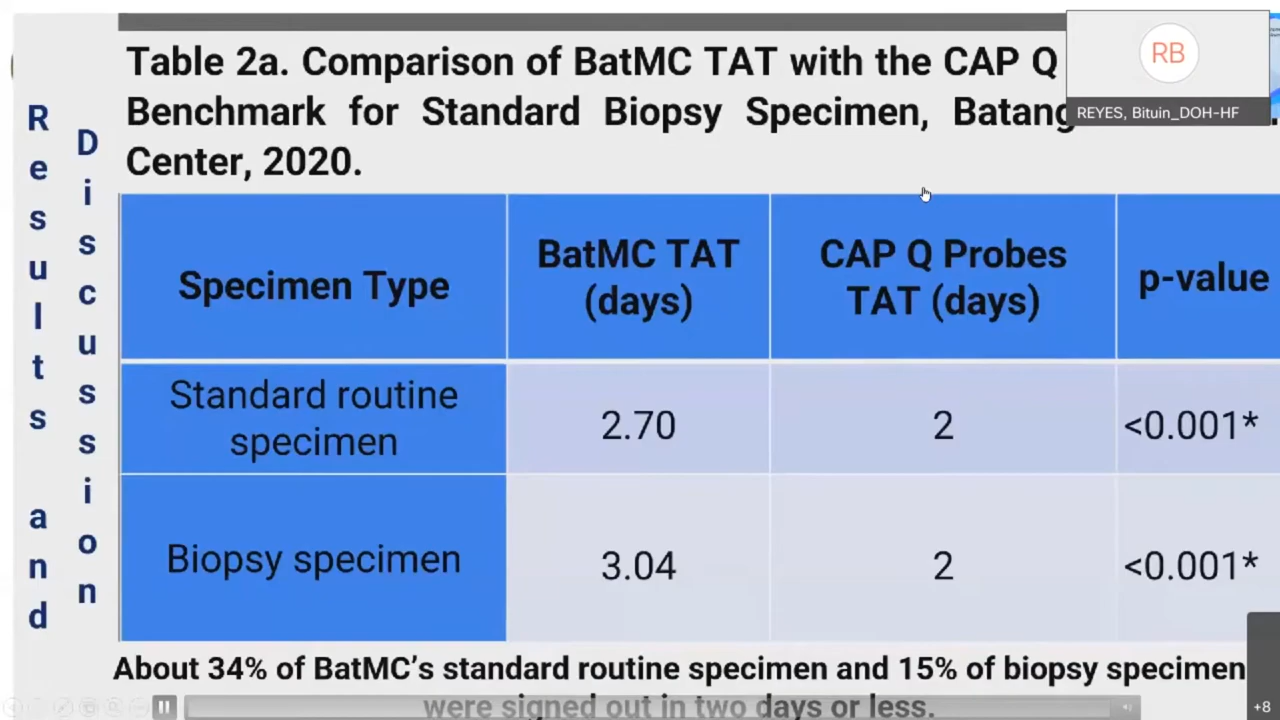 Table 2a. Comparison of BatMC TAT with the CAP Q
Benchmark for Standard Biopsy Specimen,
Center, 2020.
RB
REYES, Bituin_DOH-HF
Results and
Discussion
Specimen Type
BatMC TAT
(days)
CAP Q Probes
TAT (days)
p-value
Standard routine
specimen
2.70
2
<0.001*
Biopsy specimen
3.04
2
<0.001*
About 34% of BatMC's standard routine specimen and 15% of biopsy specimen
were signed out in two days or less.
+8